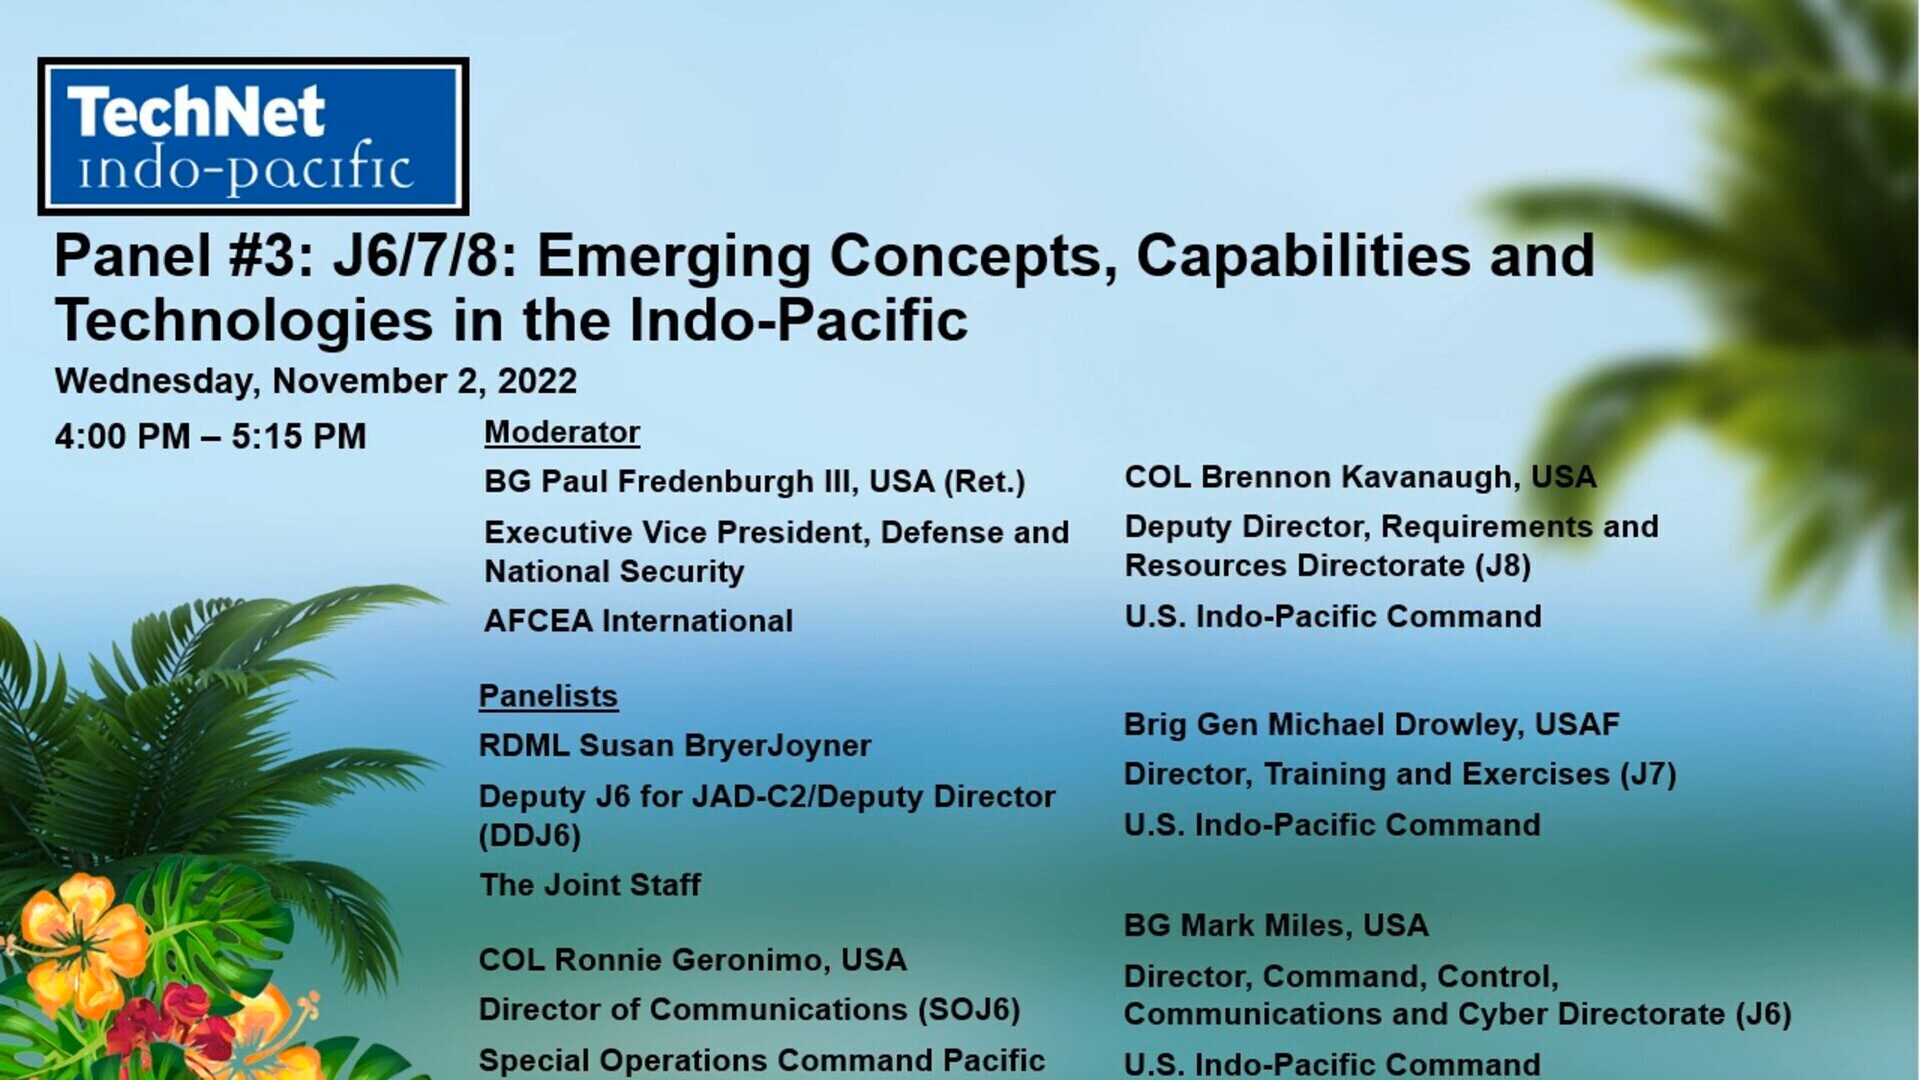 TechNet
indo-pacific
Panel #3: J6/7/8: Emerging Concepts, Capabilities and
Technologies in the Indo-Pacific
Wednesday, November 2, 2022
4:00 PM – 5:15 PM
Moderator
BG Paul Fredenburgh III, USA (Ret.)
Executive Vice President, Defense and
National Security
AFCEA International
Panelists
RDML Susan BryerJoyner
Deputy J6 for JAD-C2/Deputy Director
(DDJ6)
The Joint Staff
COL Ronnie Geronimo, USA
Director of Communications (SOJ6)
Special Operations Command Pacific
COL Brennon Kavanaugh, USA
Deputy Director, Requirements and
Resources Directorate (J8)
U.S. Indo-Pacific Command
Brig Gen Michael Drowley, USAF
Director, Training and Exercises (J7)
U.S. Indo-Pacific Command
BG Mark Miles, USA
Director, Command, Control,
Communications and Cyber Directorate (J6)
U.S. Indo-Pacific Command